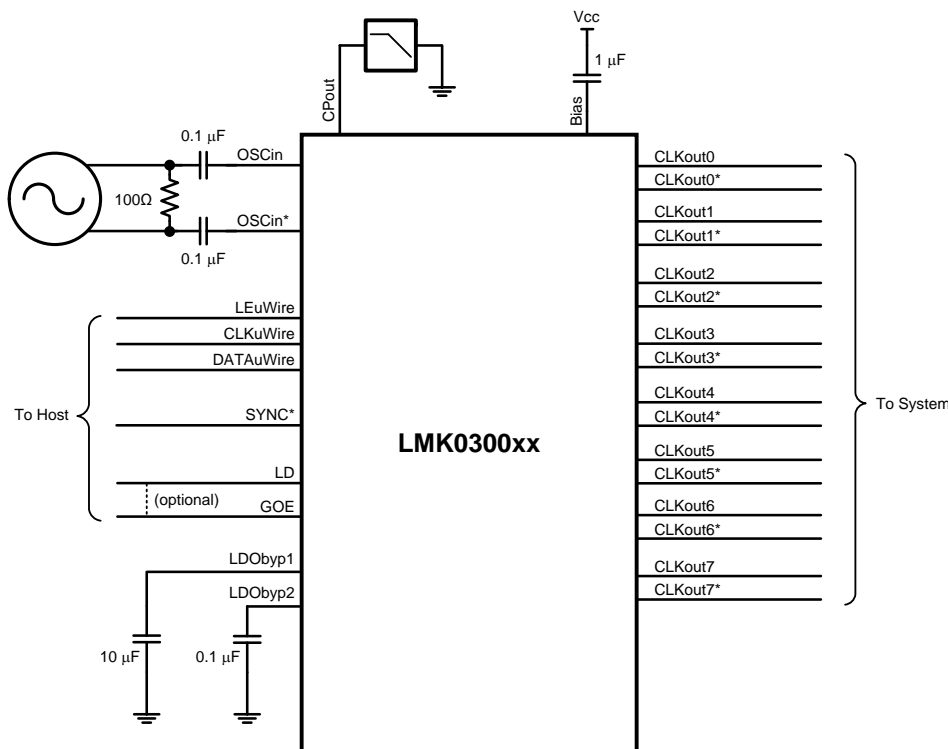 Vcc
1 µF
CPout
Bias
0.1 µF
OSCin
100Ω
OSCin*
0.1 µF
LEuWire
CLKuWire
DATAuWire
To Host
SYNC*
LD
(optional)
GOE
LDObyp1
LDObyp2
10 µF
0.1 µF
LMK0300xx
CLKout0
CLKout0*
CLKout1
CLKout1*
CLKout2
CLKout2*
CLKout3
CLKout3*
CLKout4
CLKout4*
CLKout5
CLKout5*
CLKout6
CLKout6*
CLKout7
CLKout7*
To System